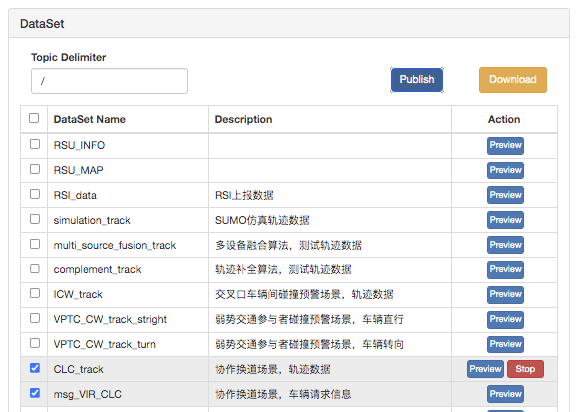 DataSet
Topic Delimiter
/
Publish
Download
DataSet Name Description Action
RSU_INFO Preview
RSU_MAP Preview
RSI_data RSI上报数据 Preview
simulation_track SUMO仿真轨迹数据 Preview
multi_source_fusion_track 多设备融合算法，测试轨迹数据 Preview
complement_track 轨迹补全算法，测试轨迹数据 Preview
ICW_track 交叉口车辆间碰撞预警场景，轨迹数据 Preview
VPTC_CW_track_stright 弱势交通参与者碰撞预警场景，车辆直行 Preview
VPTC_CW_track_turn 弱势交通参与者碰撞预警场景，车辆转向 Preview
CLC_track 协作换道场景，轨迹数据 Preview Stop
msg_VIR_CLC 协作换道场景，车辆请求信息 Preview